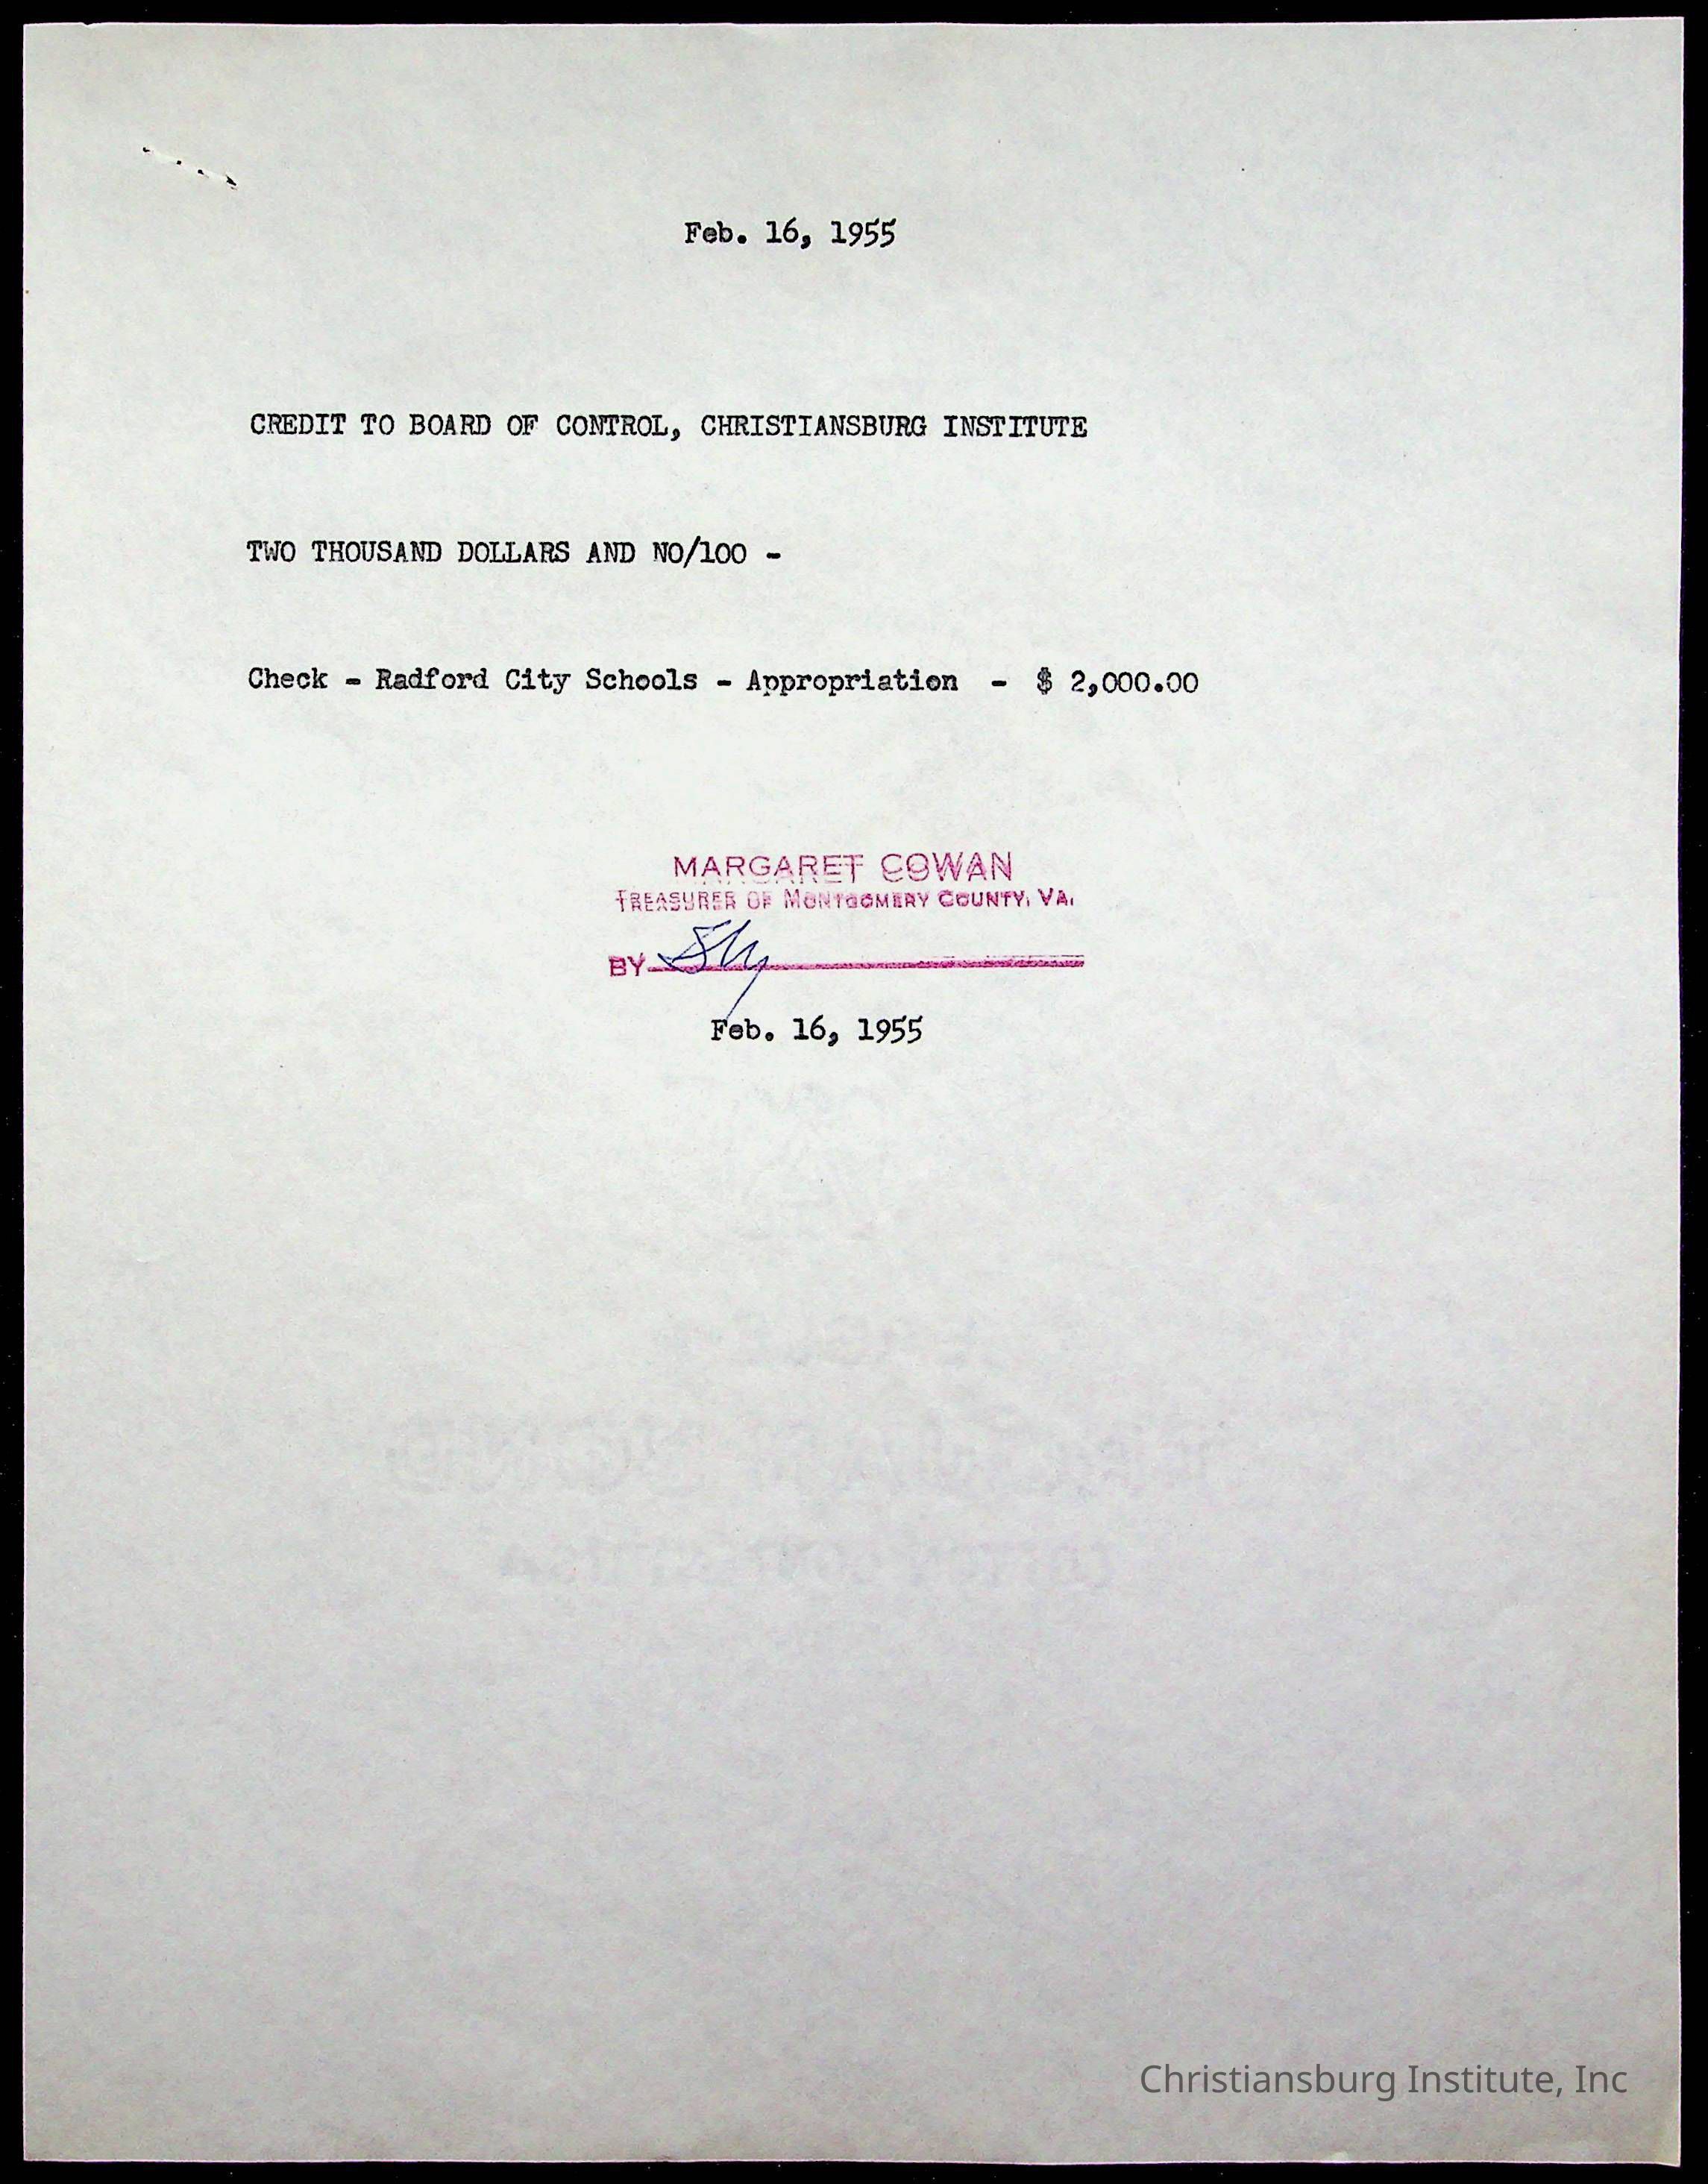 Feb. 16, 1955
CREDIT TO BOARD OF CONTROL, CHRISTIANSBURG INSTITUTE
TWO THOUSAND DOLLARS AND NO/100 -
Check - Radford City Schools - Appropriation - $ 2,000.00
MARGARET COWAN
TREASURER OF MONTGOMERY COUNTY, VA.
BY
Feb. 16, 1955
Christiansburg Institute, Inc